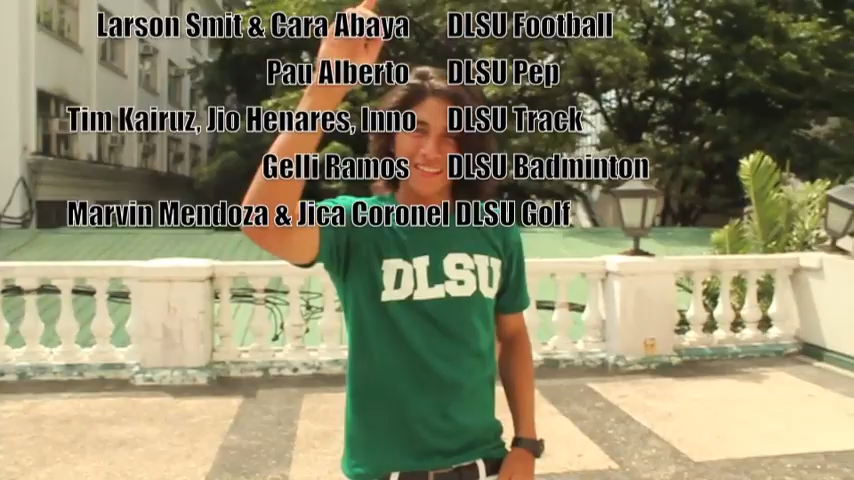 Larson Smit & Cara Abaya DLSU Football
Pau Alberto DLSU Pep
Tim Kairuz, Jio Henares, Inno DLSU Track
Gelli Ramos DLSU Badminton
Marvin Mendoza & Jica Coronel DLSU Golf
DLSU